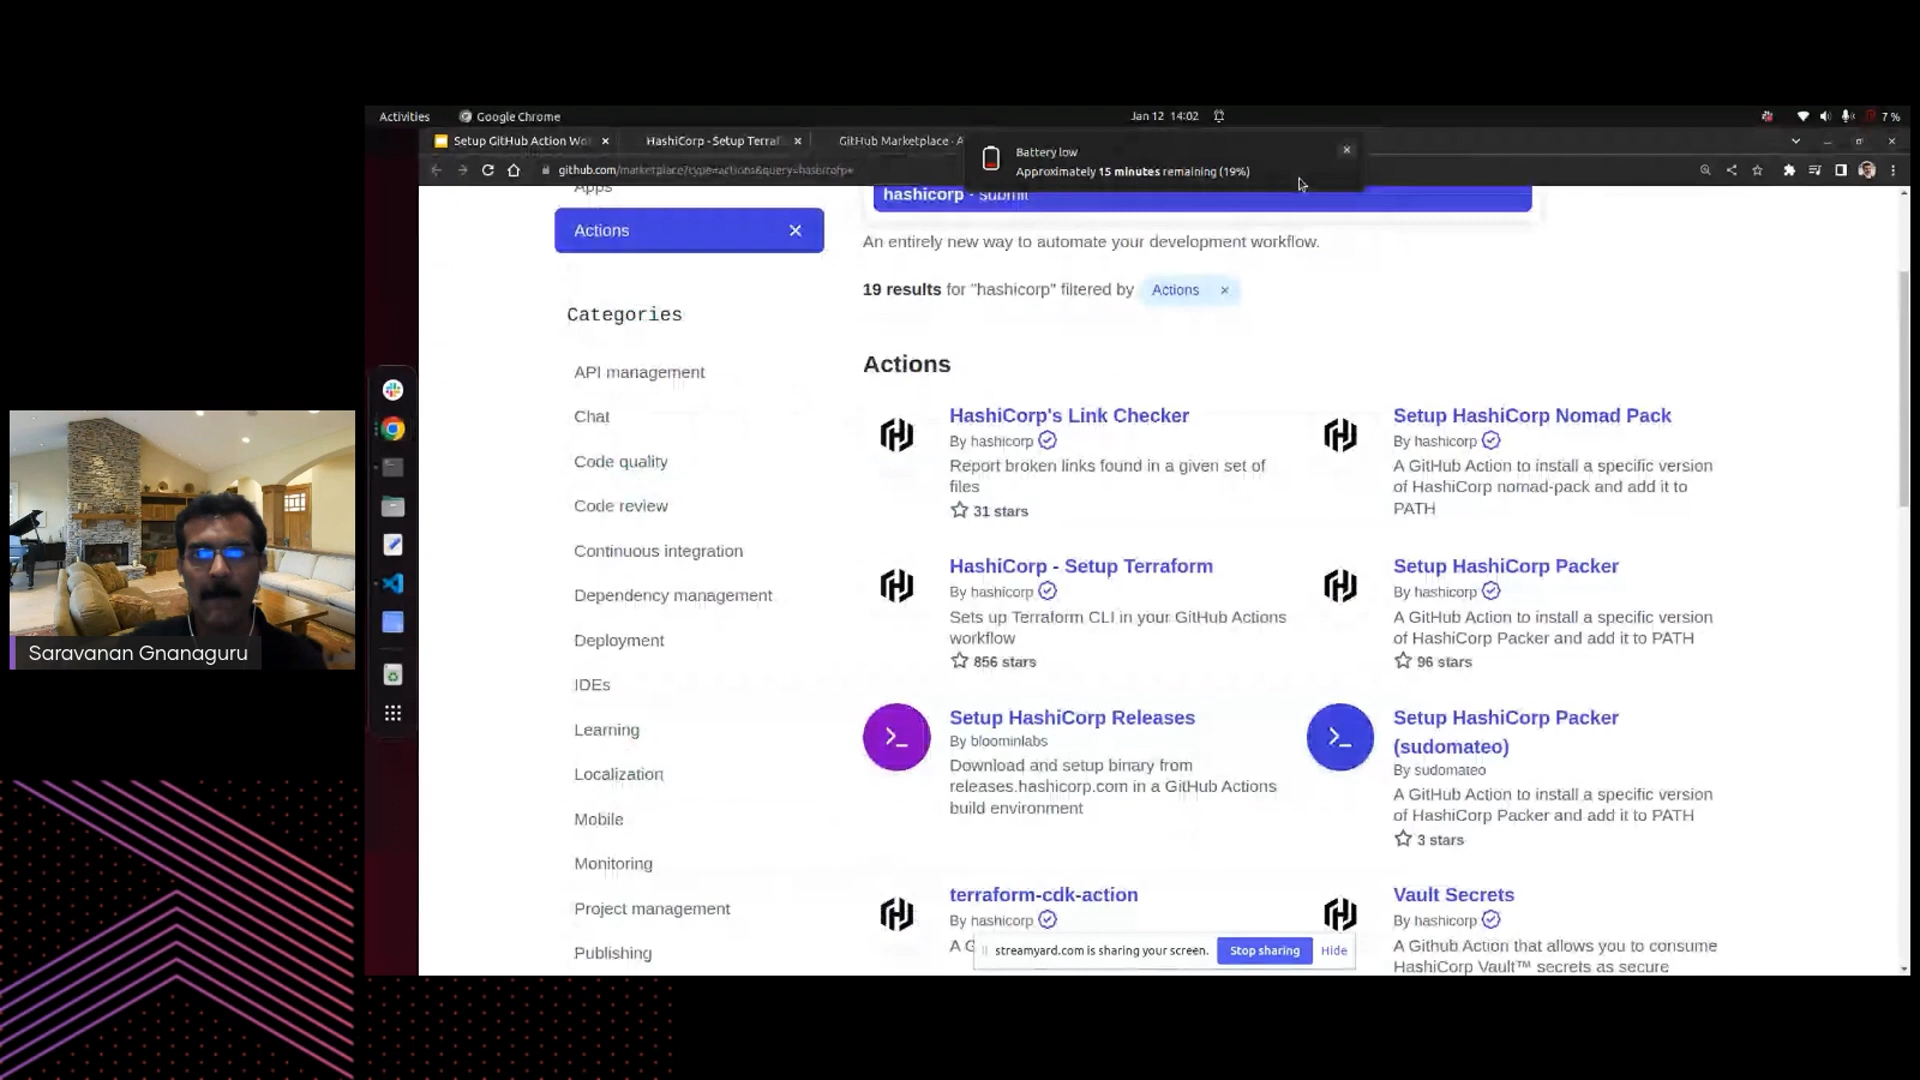 Activities
Google Chrome
Jan 12 14:02
7 %
Setup GitHub Action Wo
HashiCorp - Setup Terraf
GitHub Marketplace · A
Battery low
Approximately 15 minutes remaining (19%)
github.com/marketplace?type=actions&query=hashicorp+
Apps
hashicorp - submit
Actions
An entirely new way to automate your development workflow.
19 results for "hashicorp" filtered by Actions
Categories
API management
Chat
Code quality
Code review
Continuous integration
Dependency management
Deployment
IDEs
Learning
Localization
Mobile
Monitoring
Project management
Publishing
Actions
HashiCorp's Link Checker
By hashicorp
Report broken links found in a given set of
files
31 stars
Setup HashiCorp Nomad Pack
By hashicorp
A GitHub Action to install a specific version
of HashiCorp nomad-pack and add it to
PATH
HashiCorp - Setup Terraform
By hashicorp
Sets up Terraform CLI in your GitHub Actions
workflow
856 stars
Setup HashiCorp Packer
By hashicorp
A GitHub Action to install a specific version
of HashiCorp Packer and add it to PATH
96 stars
Setup HashiCorp Releases
By bloominlabs
Download and setup binary from
releases.hashicorp.com in a GitHub Actions
build environment
Setup HashiCorp Packer
(sudomateo)
By sudomateo
A GitHub Action to install a specific version
of HashiCorp Packer and add it to PATH
3 stars
terraform-cdk-action
By hashicorp
A G
Vault Secrets
By hashicorp
A Github Action that allows you to consume
HashiCorp Vault™ secrets as secure
streamyard.com is sharing your screen.
Stop sharing
Hide
Saravanan Gnanaguru